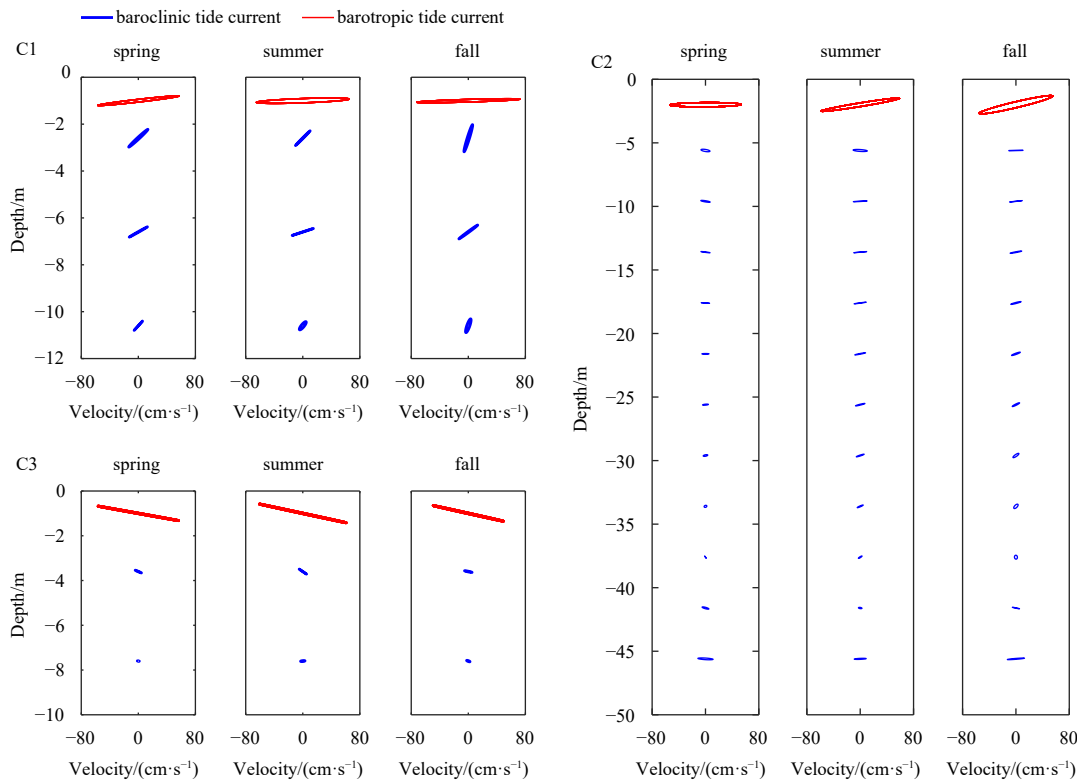 baroclinic tide current barotropic tide current
C1
spring summer fall
0
−2
−4
−6
−8
−10
−12
Depth/m
−80 0 80 −80 0 80 −80 0 80
Velocity/(cm·s⁻¹) Velocity/(cm·s⁻¹) Velocity/(cm·s⁻¹)
C3
spring summer fall
0
−2
−4
−6
−8
−10
Depth/m
−80 0 80 −80 0 80 −80 0 80
Velocity/(cm·s⁻¹) Velocity/(cm·s⁻¹) Velocity/(cm·s⁻¹)
C2
spring summer fall
0
−5
−10
−15
−20
−25
−30
−35
−40
−45
−50
Depth/m
−80 0 80 −80 0 80 −80 0 80
Velocity/(cm·s⁻¹) Velocity/(cm·s⁻¹) Velocity/(cm·s⁻¹)